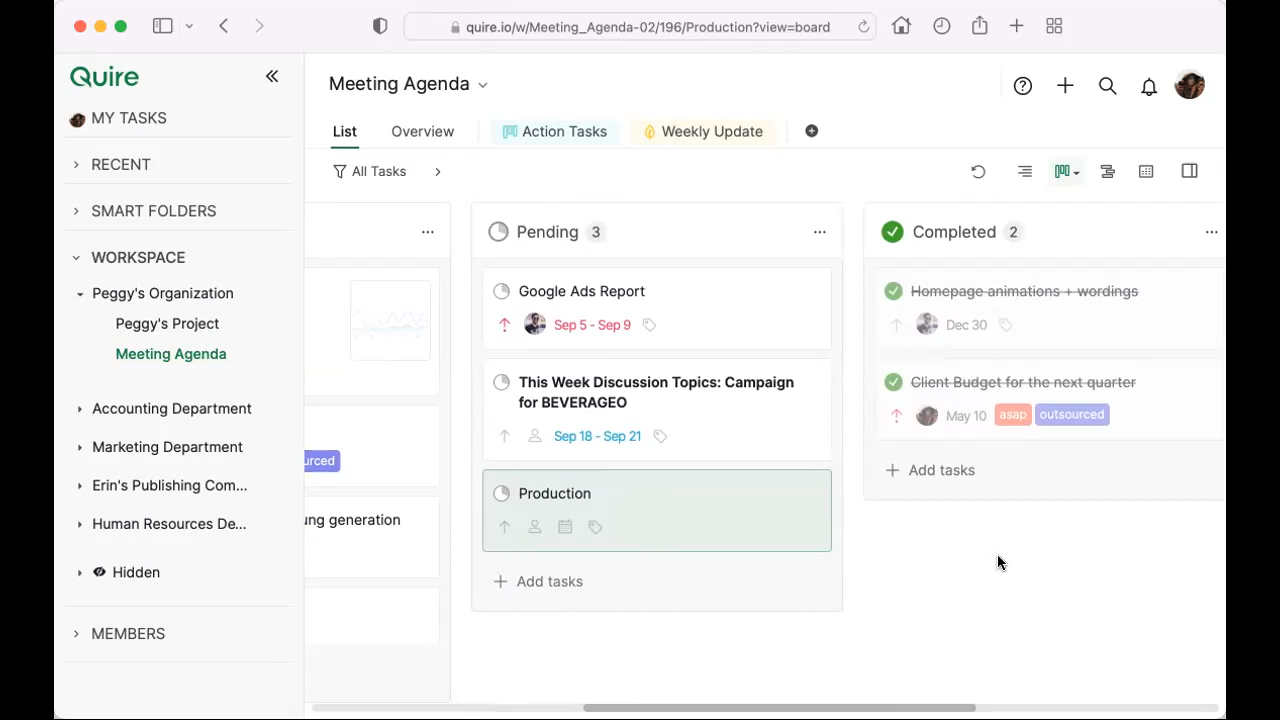 quire.io/w/Meeting_Agenda-02/196/Production?view=board
Quire
MY TASKS
RECENT
SMART FOLDERS
WORKSPACE
Peggy's Organization
Peggy's Project
Meeting Agenda
Accounting Department
Marketing Department
Erin's Publishing Com...
Human Resources De...
Hidden
MEMBERS
Meeting Agenda
List
Overview
Action Tasks
Weekly Update
All Tasks
urced
ung generation
Pending 3
Google Ads Report
Sep 5 - Sep 9
This Week Discussion Topics: Campaign
for BEVERAGEO
Sep 18 - Sep 21
Production
Add tasks
Completed 2
Homepage animations + wordings
Dec 30
Client Budget for the next quarter
May 10 asap outsourced
Add tasks